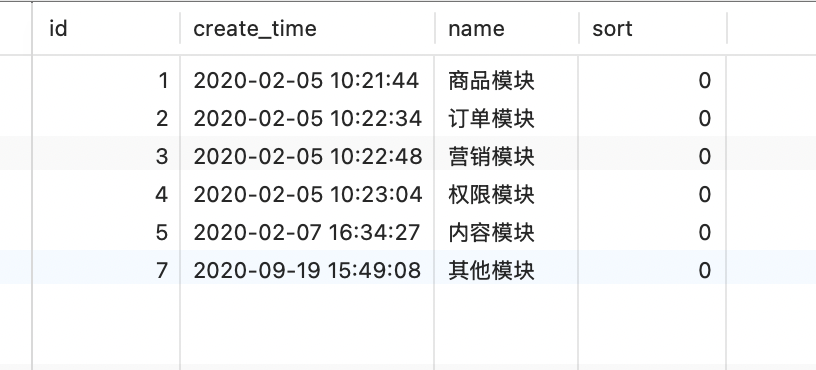 id create_time name sort
1 2020-02-05 10:21:44 商品模块 0
2 2020-02-05 10:22:34 订单模块 0
3 2020-02-05 10:22:48 营销模块 0
4 2020-02-05 10:23:04 权限模块 0
5 2020-02-07 16:34:27 内容模块 0
7 2020-09-19 15:49:08 其他模块 0